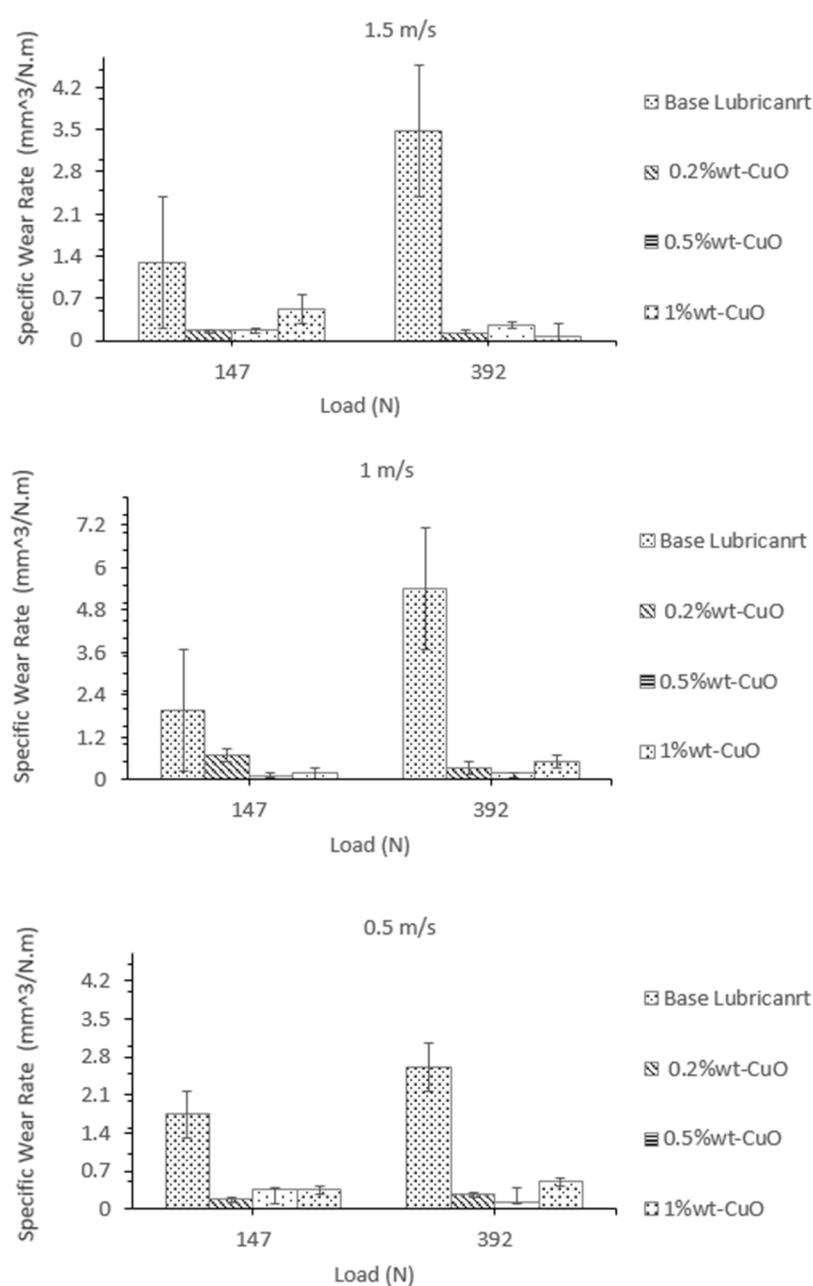 1.5 m/s
Specific Wear Rate (mm^3/N.m)
4.2
3.5
2.8
2.1
1.4
0.7
0
147
392
Load (N)
Base Lubricanrt
0.2%wt-CuO
0.5%wt-CuO
1%wt-CuO
1 m/s
Specific Wear Rate (mm^3/N.m)
7.2
6
4.8
3.6
2.4
1.2
0
147
392
Load (N)
Base Lubricanrt
0.2%wt-CuO
0.5%wt-CuO
1%wt-CuO
0.5 m/s
Specific Wear Rate (mm^3/N.m)
4.2
3.5
2.8
2.1
1.4
0.7
0
147
392
Load (N)
Base Lubricanrt
0.2%wt-CuO
0.5%wt-CuO
1%wt-CuO